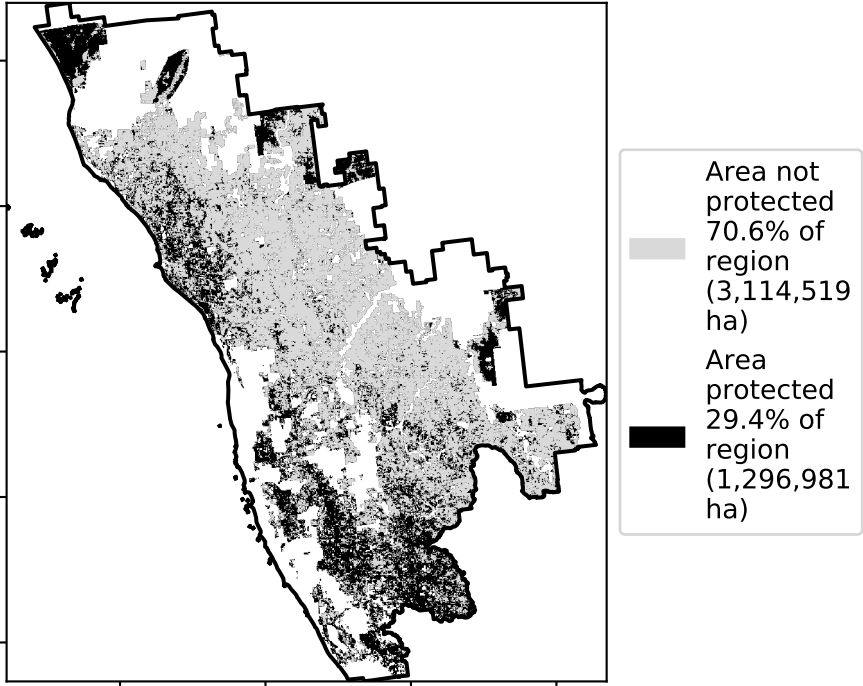 Area not
protected
70.6% of
region
(3,114,519
ha)
Area
protected
29.4% of
region
(1,296,981
ha)